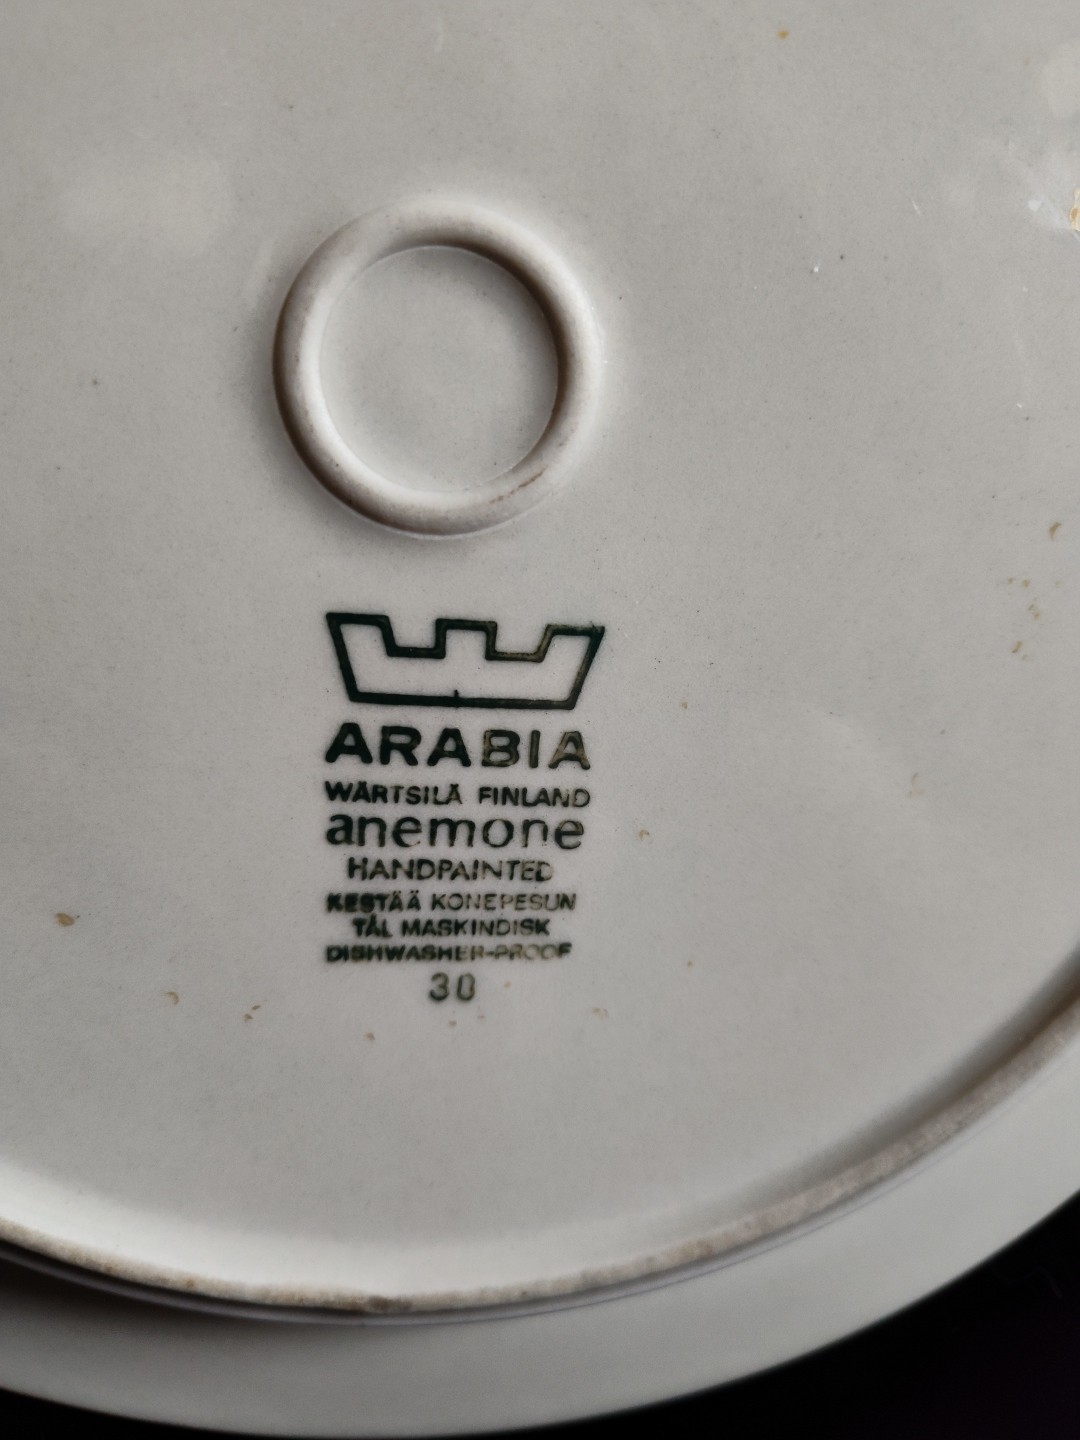 ARABIA
WÄRTSILÄ FINLAND
anemone
HANDPAINTED
KESTÄÄ KONEPESUN
TÅL MASKINDISK
DISHWASHER-PROOF
30